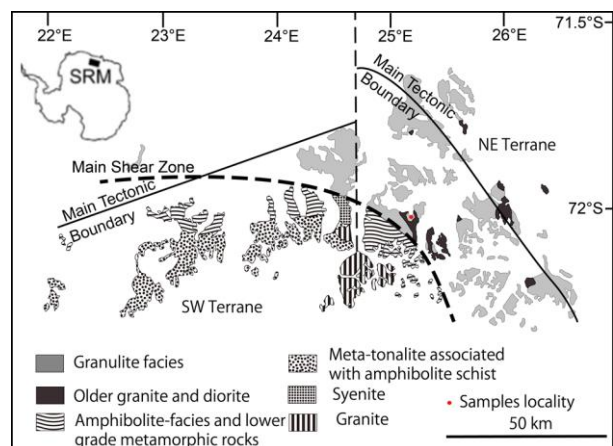 22°E 23°E 24°E 25°E 26°E 71.5°S
SRM
Main Tectonic
Boundary
NE Terrane
Main Shear Zone
Main Tectonic
Boundary
72°S
SW Terrane
Granulite facies
Older granite and diorite
Amphibolite-facies and lower
grade metamorphic rocks
Meta-tonalite associated
with amphibolite schist
Syenite
Granite
Samples locality
50 km